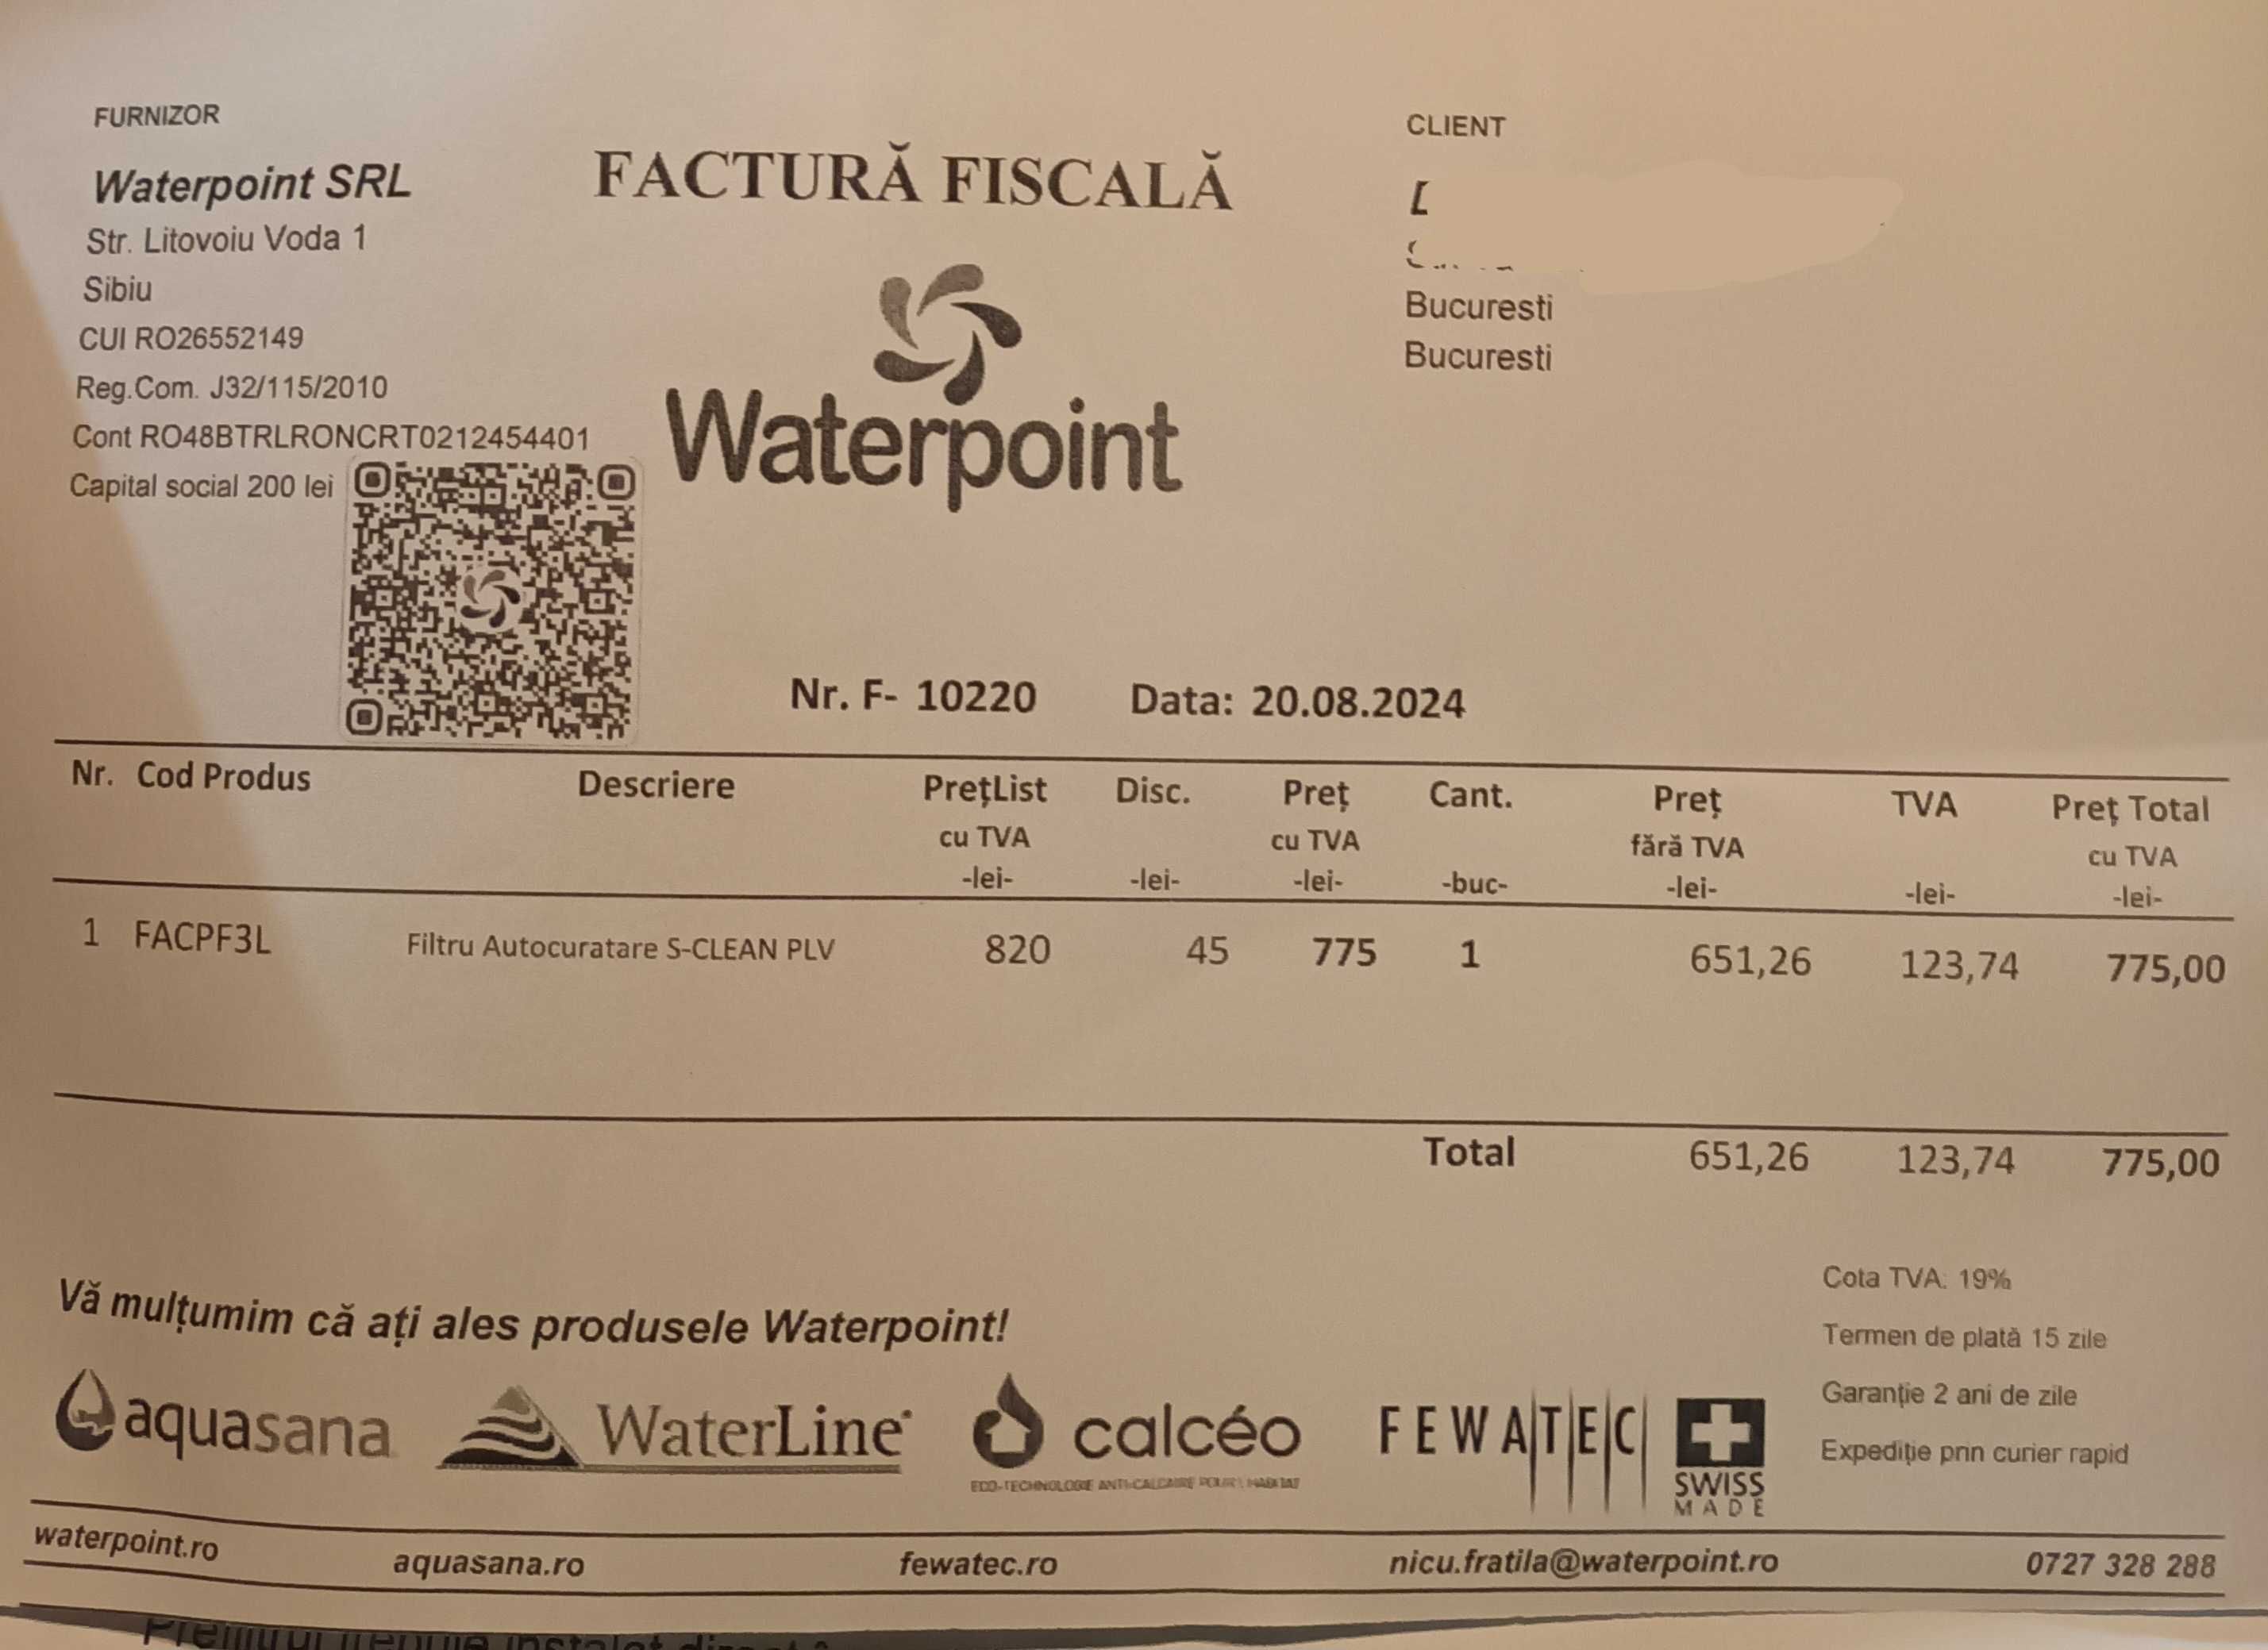 FURNIZOR
Waterpoint SRL
Str. Litovoiu Voda 1
Sibiu
CUI RO26552149
Reg.Com. J32/115/2010
Cont RO48BTRLRONCRT0212454401
Capital social 200 lei
FACTURĂ FISCALĂ
Waterpoint
CLIENT
Bucuresti
Bucuresti
Nr. F- 10220 Data: 20.08.2024
Nr. Cod Produs Descriere PrețList Disc. Preț Cant. Preț TVA Preț Total
cu TVA cu TVA fără TVA cu TVA
-lei- -lei- -lei- -buc- -lei- -lei- -lei-
1 FACPF3L Filtru Autocuratare S-CLEAN PLV 820 45 775 1 651,26 123,74 775,00
Total 651,26 123,74 775,00
Vă mulțumim că ați ales produsele Waterpoint!
Cota TVA: 19%
Termen de plată 15 zile
Garanție 2 ani de zile
Expediție prin curier rapid
aquasana
WaterLine
calcéo
ECO-TECHNOLOGIE ANTI-CALCAIRE POUR L'HABITAT
FEWATEC
SWISS
MADE
waterpoint.ro aquasana.ro fewatec.ro nicu.fratila@waterpoint.ro 0727 328 288